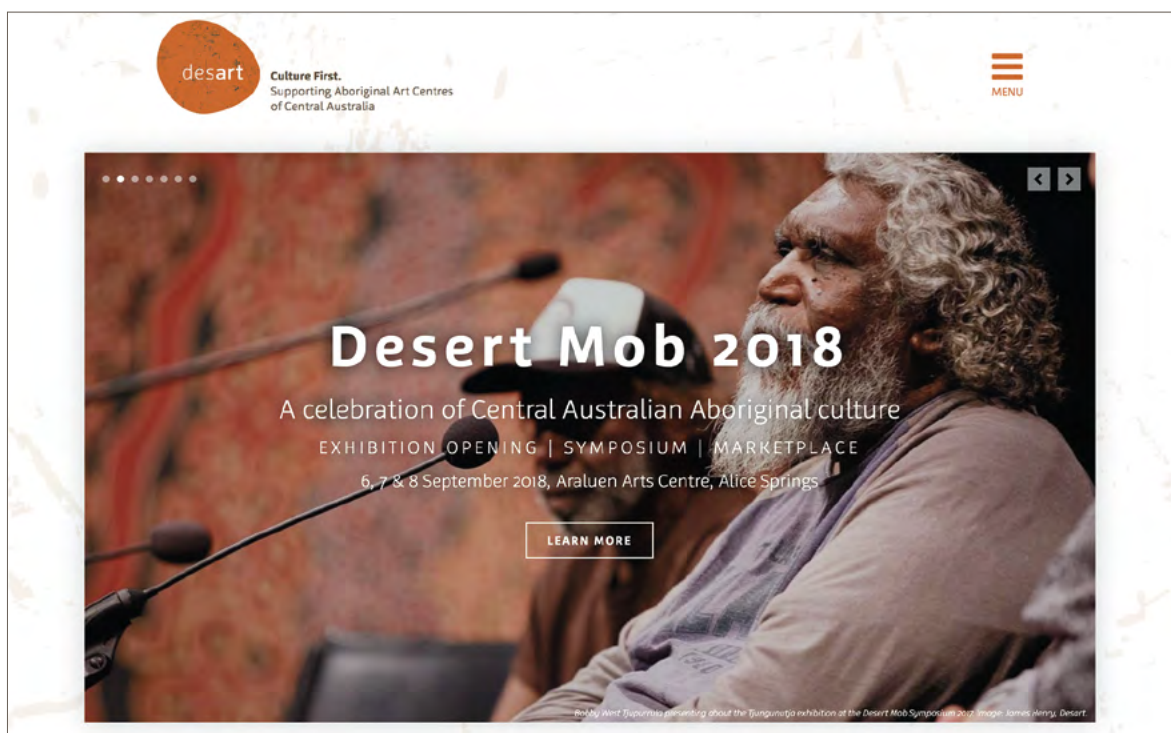 desart
Culture First.
Supporting Aboriginal Art Centres
of Central Australia
MENU
Desert Mob 2018
A celebration of Central Australian Aboriginal culture
EXHIBITION OPENING | SYMPOSIUM | MARKETPLACE
6, 7 & 8 September 2018, Araluen Arts Centre, Alice Springs
LEARN MORE
Bobby West Tjupurrula presenting about the Tjungunutja exhibition at the Desert Mob Symposium 2017. Image: James Henry, Desart.